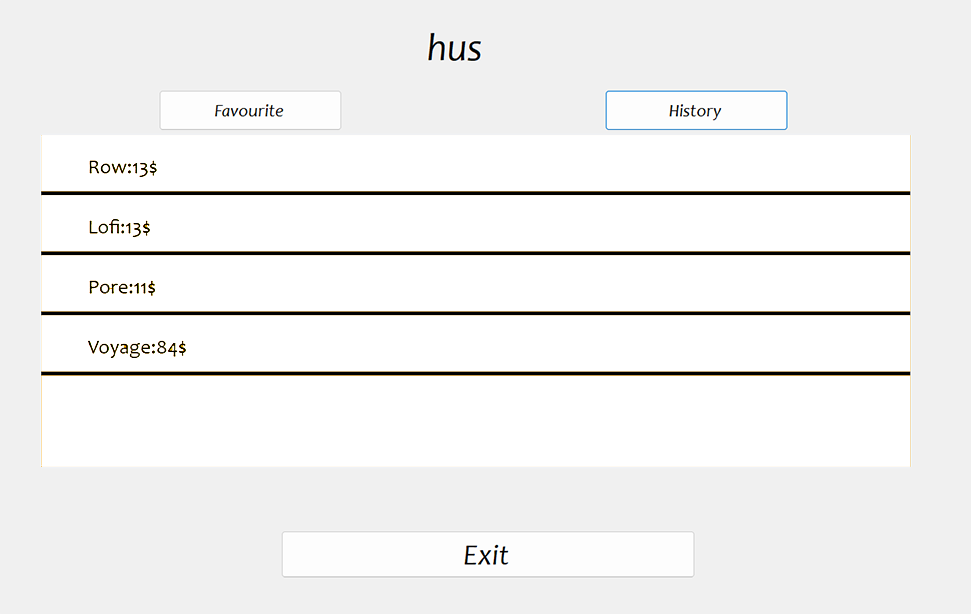 hus
Favourite
History
Row:13$
Lofi:13$
Pore:11$
Voyage:84$
Exit